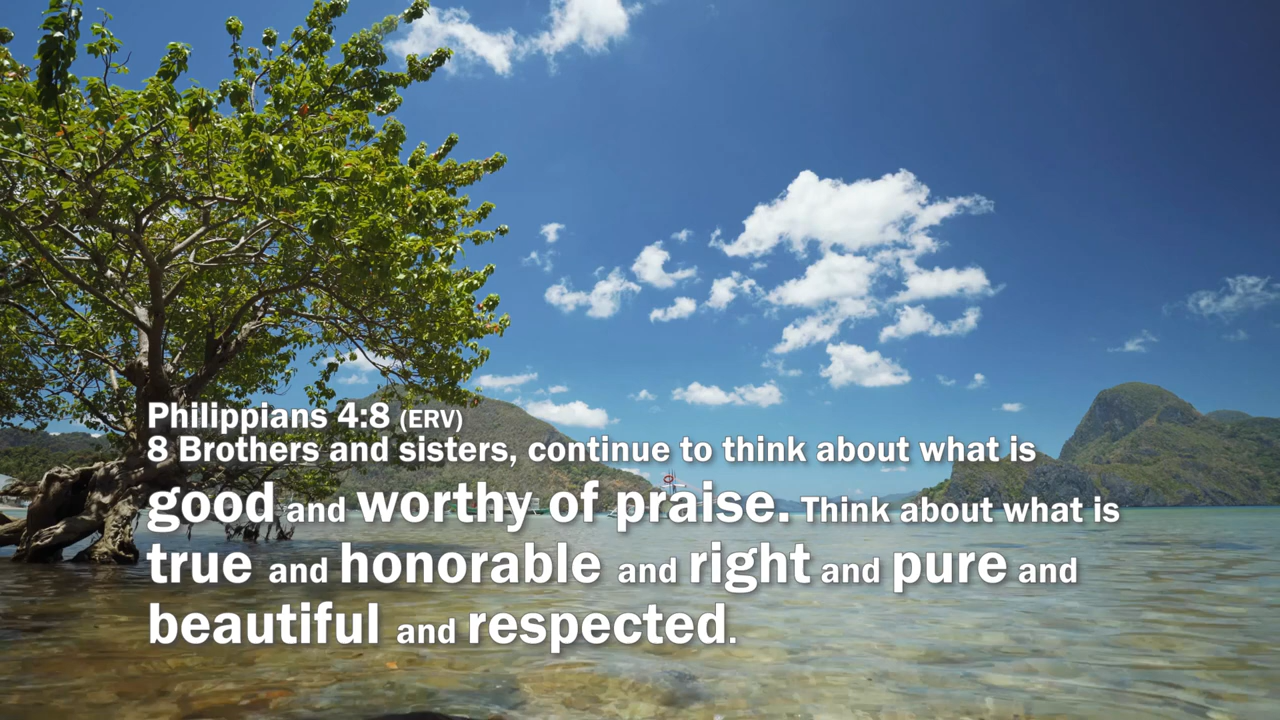 Philippians 4:8 (ERV)
8 Brothers and sisters, continue to think about what is
good and worthy of praise. Think about what is
true and honorable and right and pure and
beautiful and respected.